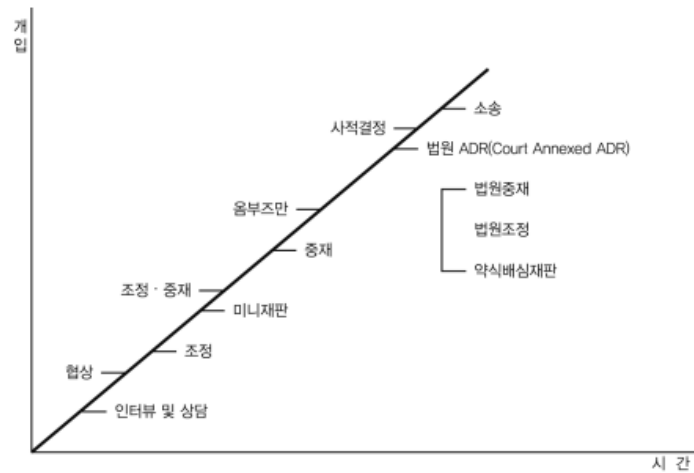 개
입
소송
사적결정
법원 ADR(Court Annexed ADR)
법원중재
옴부즈만
법원조정
중재
약식배심재판
조정 · 중재
미니재판
조정
협상
인터뷰 및 상담
시 간